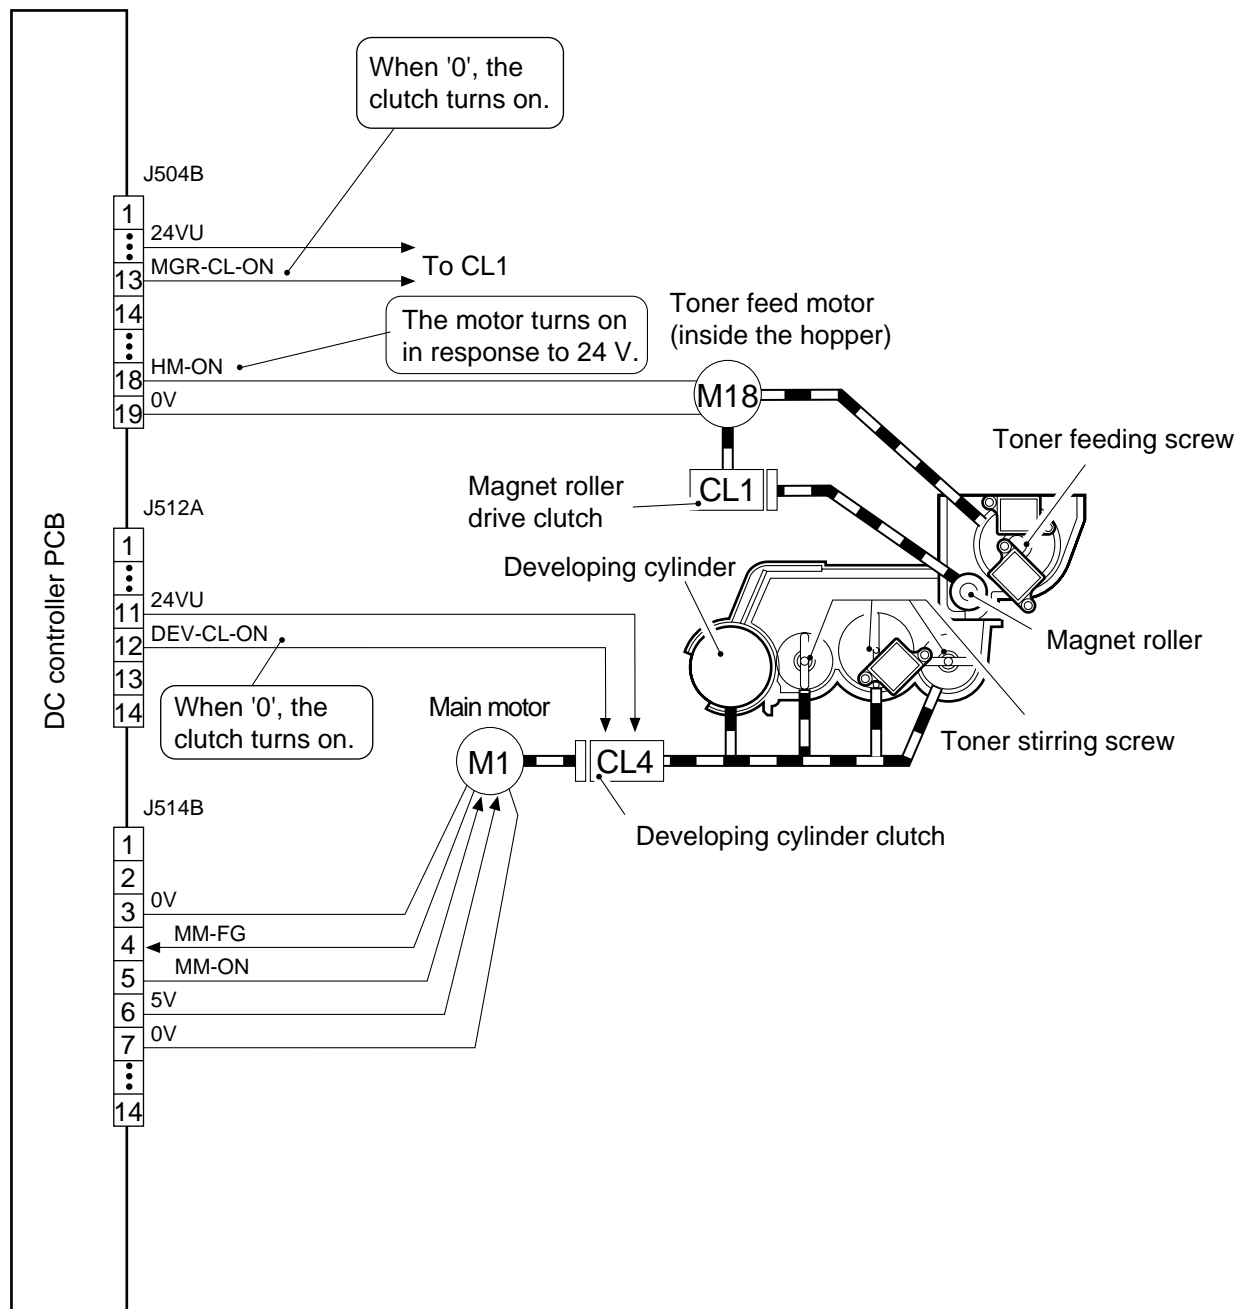 When '0', the
clutch turns on.
J504B
1
24VU
13
MGR-CL-ON
To CL1
14
The motor turns on
in response to 24 V.
Toner feed motor
(inside the hopper)
18
HM-ON
19
0V
M18
Toner feeding screw
CL1
Magnet roller
drive clutch
J512A
1
DC controller PCB
Developing cylinder
11
24VU
12
DEV-CL-ON
Magnet roller
13
14
When '0', the
clutch turns on.
Main motor
Toner stirring screw
M1
CL4
Developing cylinder clutch
J514B
1
2
3
0V
4
MM-FG
5
MM-ON
6
5V
7
0V
14